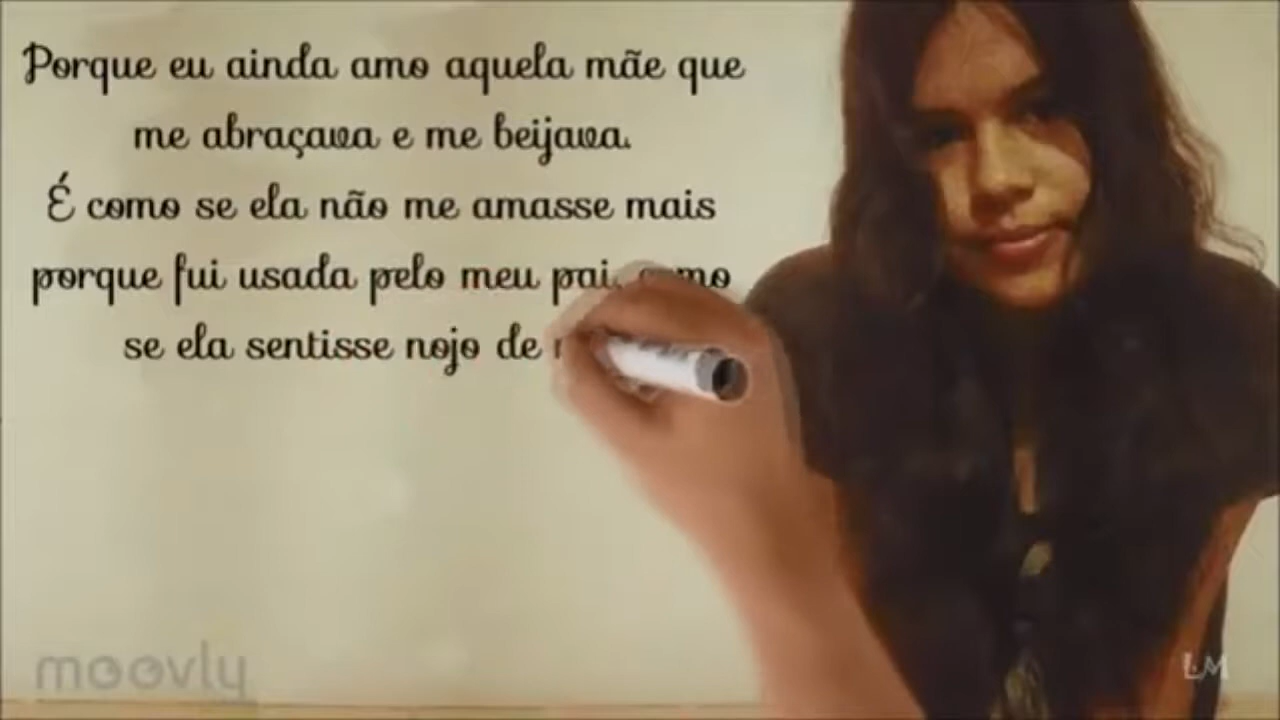 Porque eu ainda amo aquela mãe que
me abraçava e me beijava.
É como se ela não me amasse mais
porque fui usada pelo meu pai, como
se ela sentisse nojo de
moovly
LM